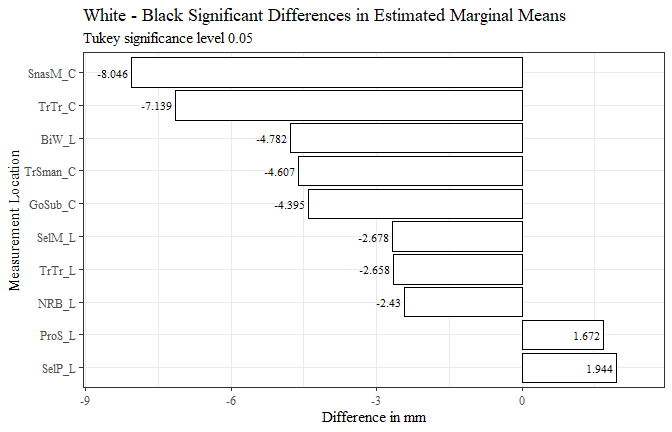 White - Black Significant Differences in Estimated Marginal Means
Tukey significance level 0.05
Measurement Location
SnasM_C -8.046
TrTr_C -7.139
BiW_L -4.782
TrSman_C -4.607
GoSub_C -4.395
SelM_L -2.678
TrTr_L -2.658
NRB_L -2.43
ProS_L 1.672
SelP_L 1.944
-9 -6 -3 0
Difference in mm